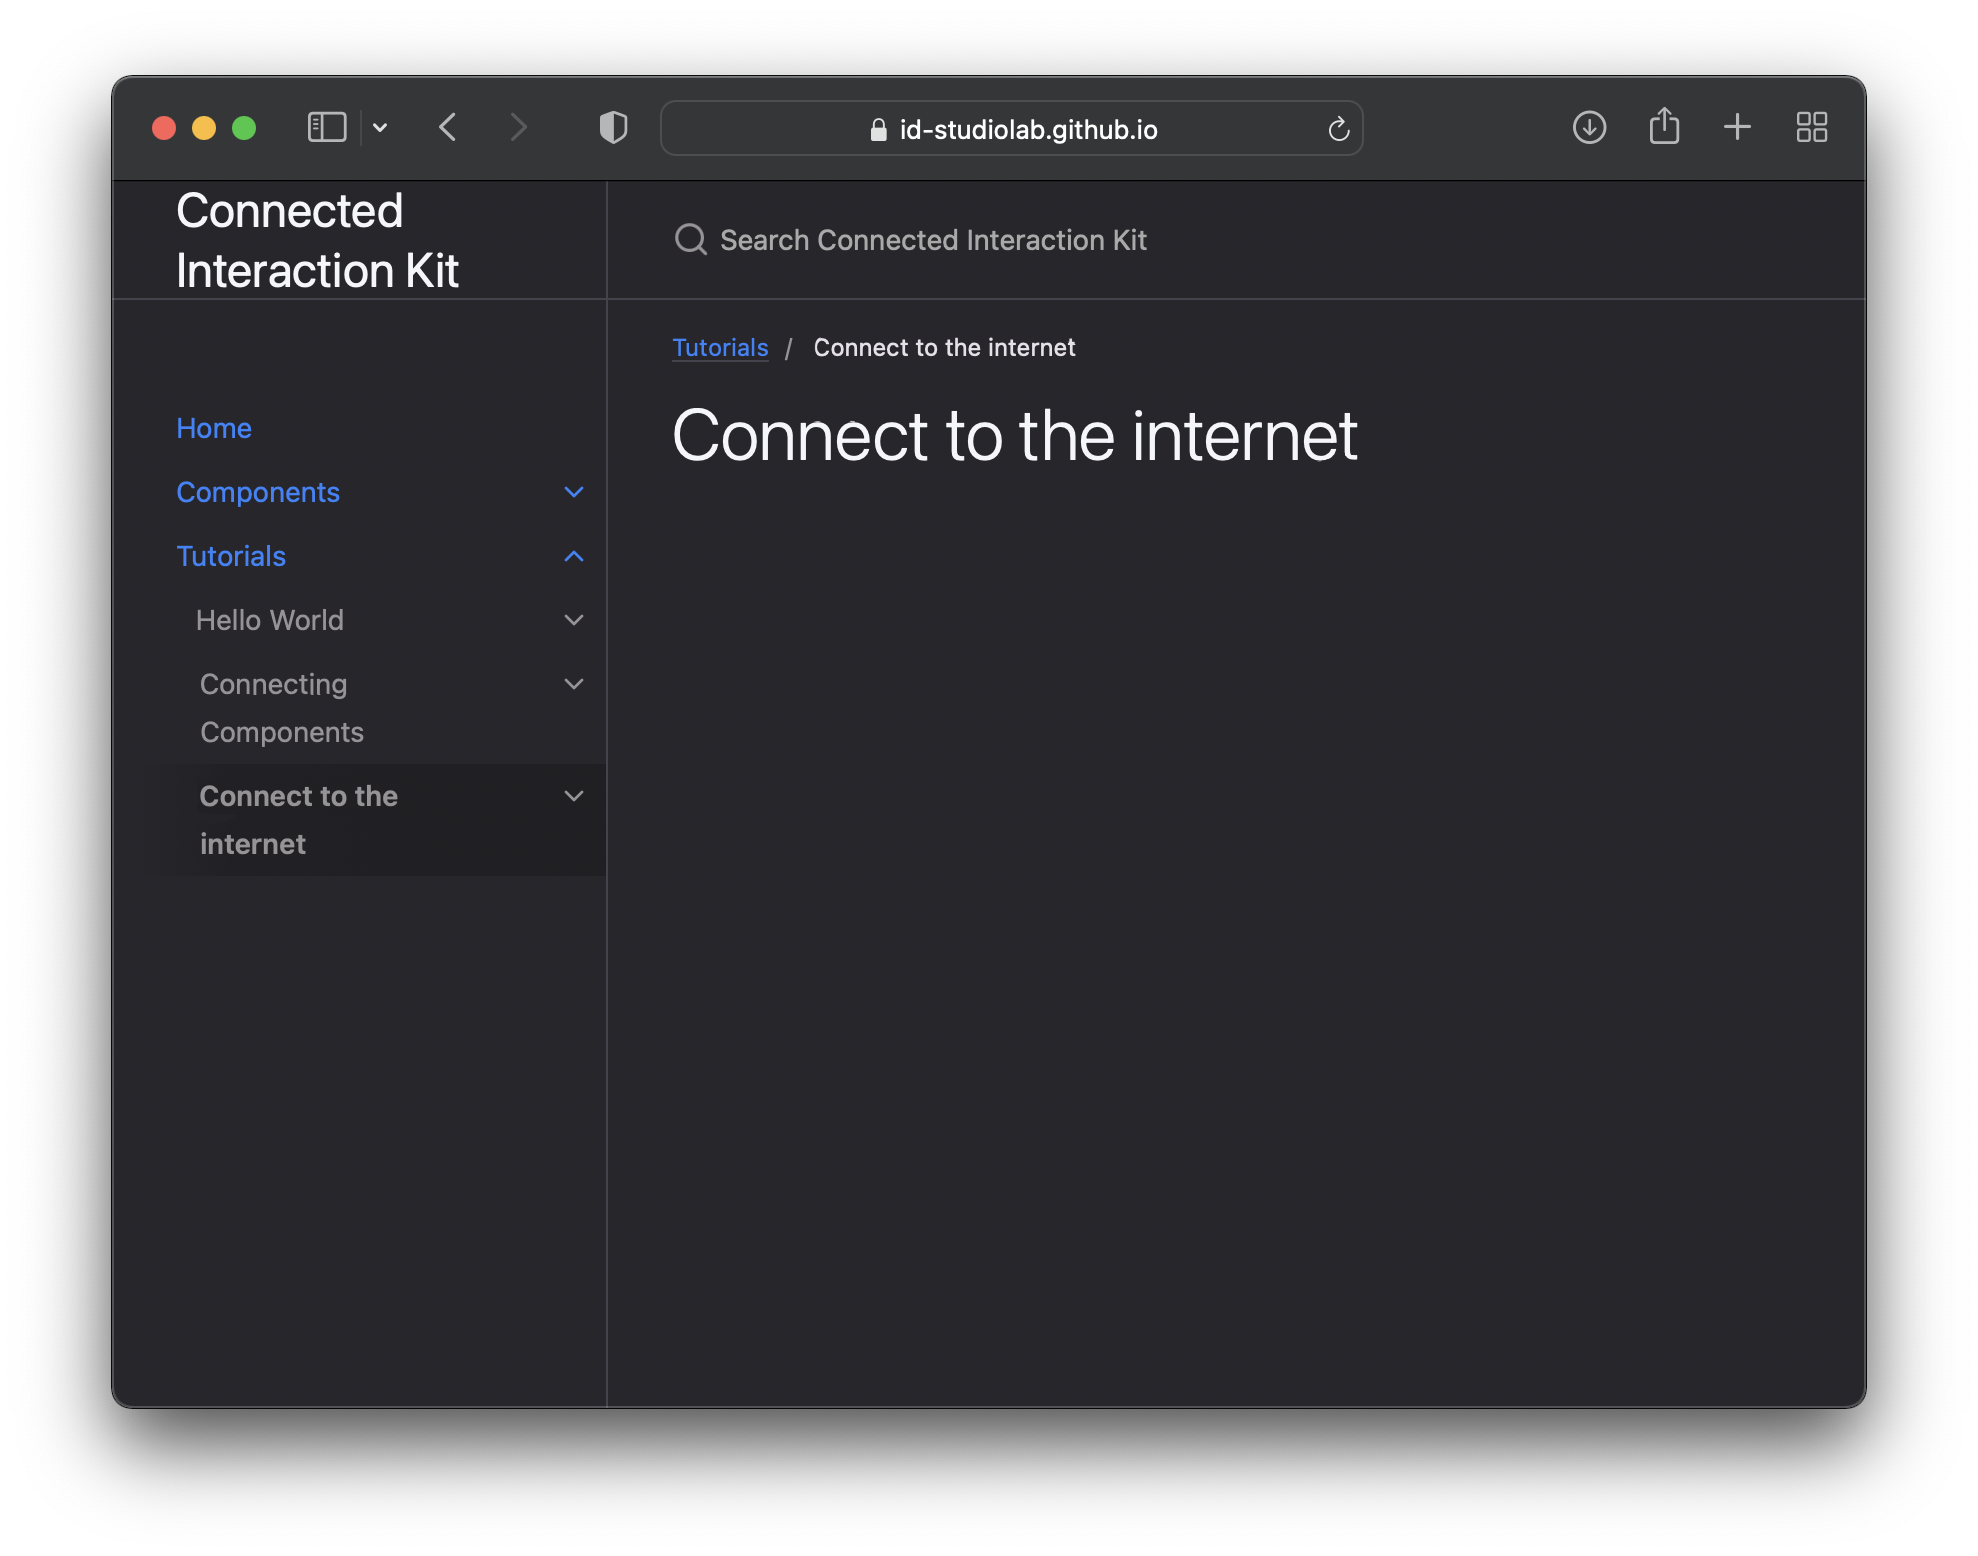 id-studiolab.github.io
Connected
Interaction Kit
Search Connected Interaction Kit
Home
Components
Tutorials
Hello World
Connecting
Components
Connect to the
internet
Tutorials / Connect to the internet
Connect to the internet